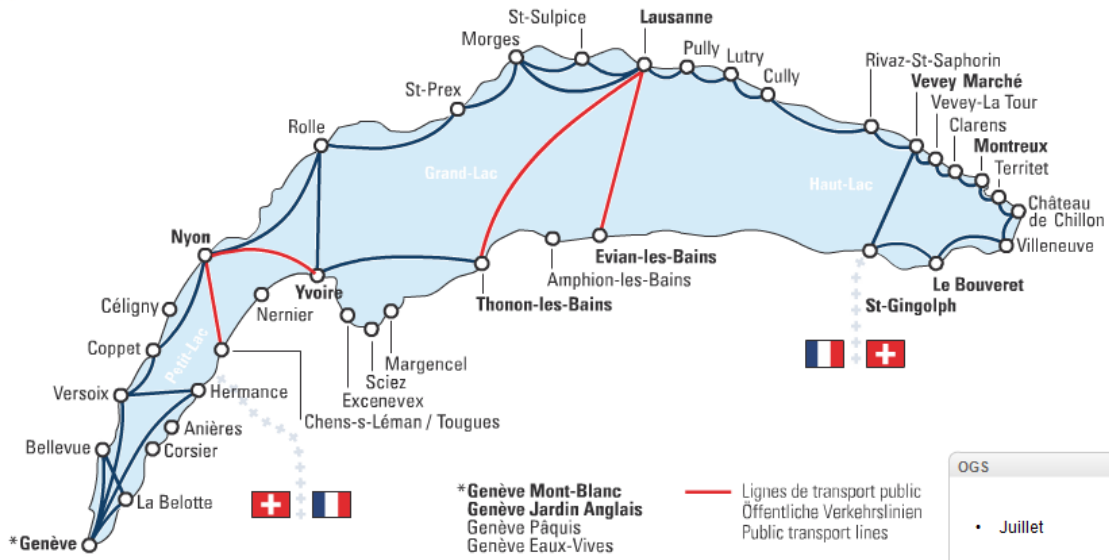 St-Sulpice
Lausanne
Morges
Pully
Lutry
Cully
St-Prex
Rivaz-St-Saphorin
Vevey Marché
Vevey-La Tour
Clarens
Montreux
Territet
Château
de Chillon
Villeneuve
Rolle
Grand-Lac
Haut-Lac
Nyon
Evian-les-Bains
Amphion-les-Bains
Le Bouveret
Yvoire
Thonon-les-Bains
St-Gingolph
Céligny
Nernier
Coppet
Petit-Lac
Margencel
Sciez
Excenevex
Versoix
Hermance
Chens-s-Léman / Tougues
Anières
Bellevue
Corsier
La Belotte
*Genève
*Genève Mont-Blanc
Genève Jardin Anglais
Genève Pâquis
Genève Eaux-Vives
Lignes de transport public
Öffentliche Verkehrslinien
Public transport lines
OGS
• Juillet